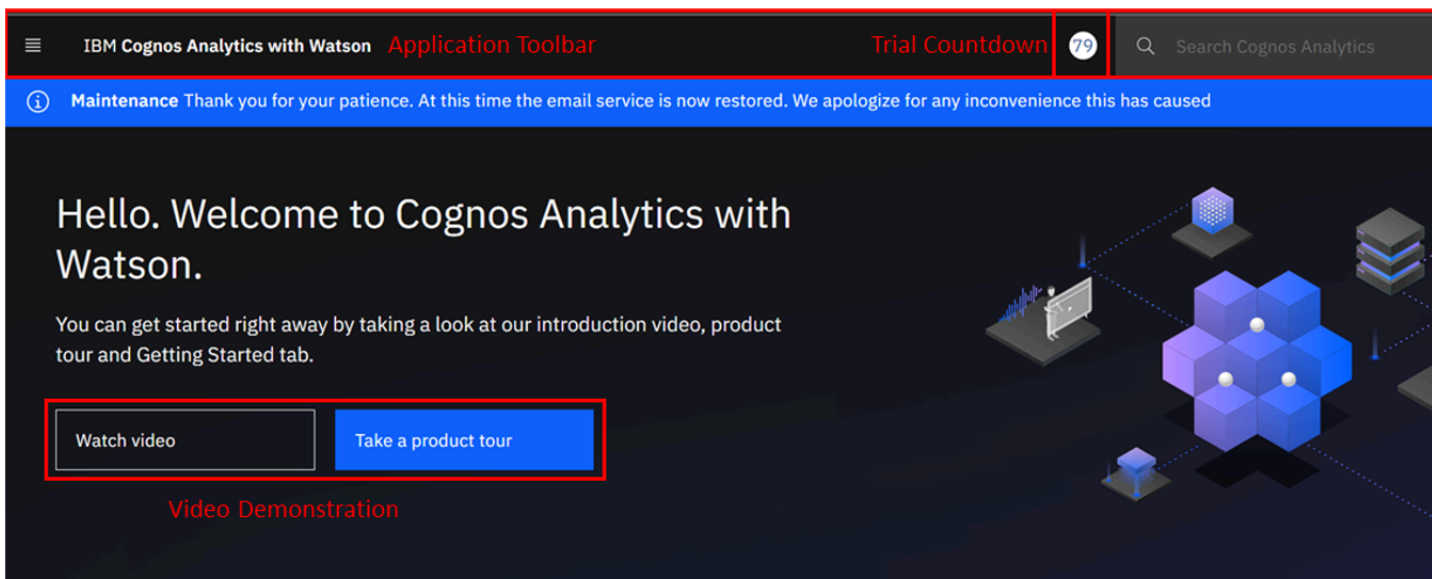 IBM Cognos Analytics with Watson Application Toolbar Trial Countdown 79 Search Cognos Analytics
Maintenance Thank you for your patience. At this time the email service is now restored. We apologize for any inconvenience this has caused
Hello. Welcome to Cognos Analytics with
Watson.
You can get started right away by taking a look at our introduction video, product
tour and Getting Started tab.
Watch video Take a product tour
Video Demonstration